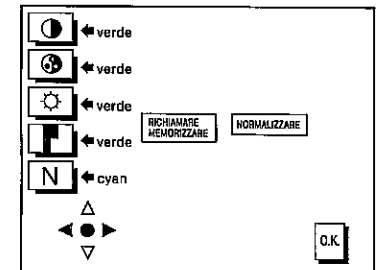 verde
verde
verde
RICHIAMARE
MEMORIZZARE
NORMALIZZARE
verde
N
cyan
O.K.